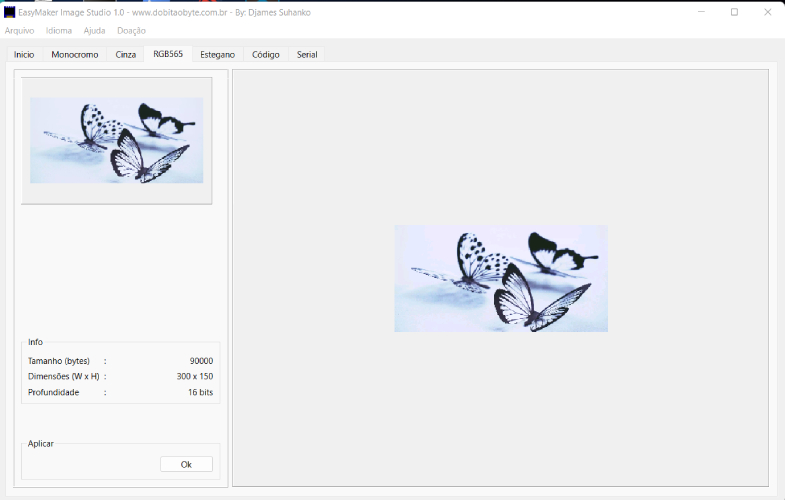 EasyMaker Image Studio 1.0 - www.dobitaobyte.com.br - By: Djames Suhanko
Arquivo Idioma Ajuda Doação
Inicio Monocromo Cinza RGB565 Estegano Código Serial
Info
Tamanho (bytes) : 90000
Dimensões (W x H) : 300 x 150
Profundidade : 16 bits
Aplicar
Ok